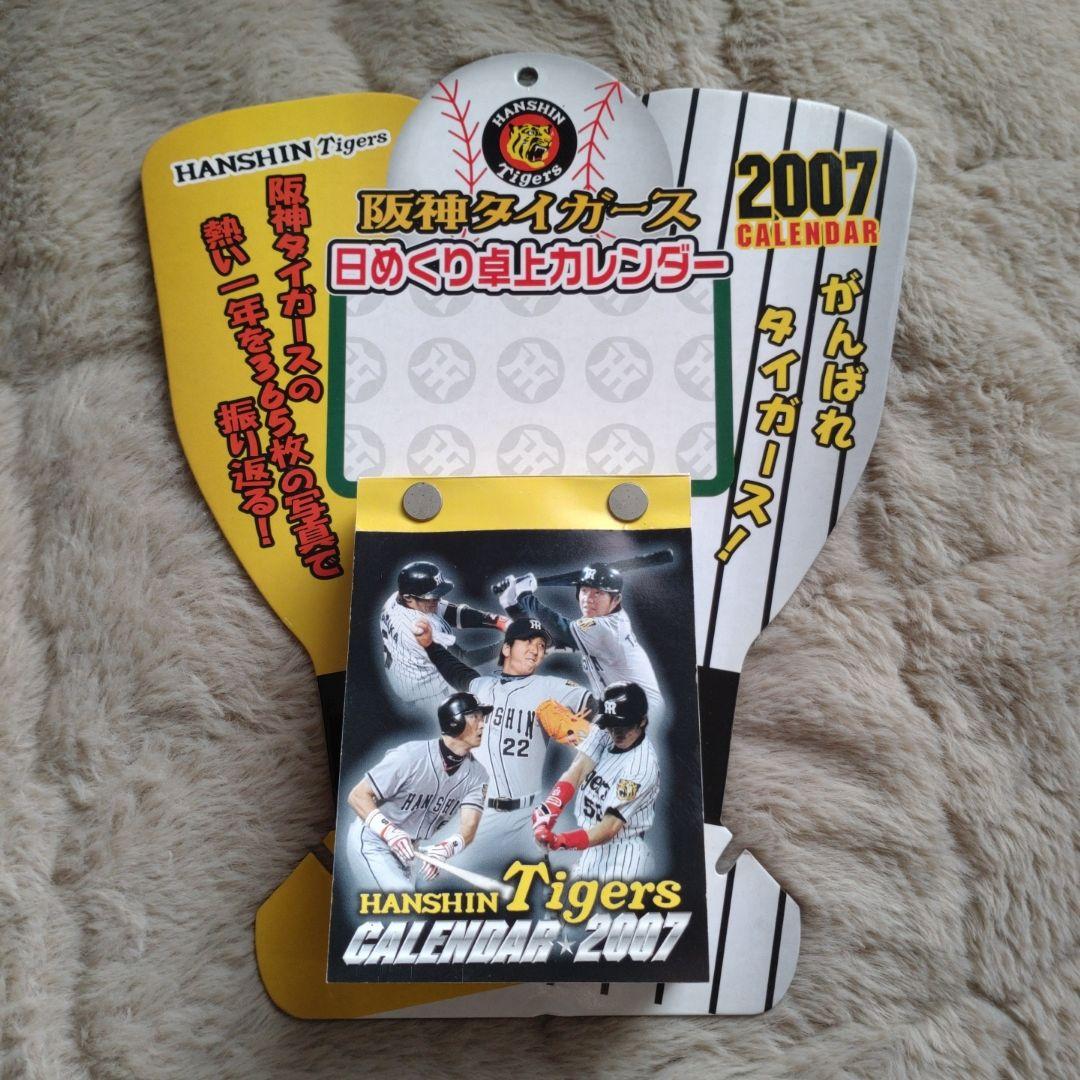 HANSHIN Tigers
阪神タイガースの
熱い一年を365枚の写真で
振り返る!
HANSHIN
Tigers
阪神タイガース
日めくり卓上カレンダー
2007
CALENDAR
がんばれ
タイガース!
HANSHIN
22
HANSHIN
HANSHIN Tigers
CALENDAR★2007